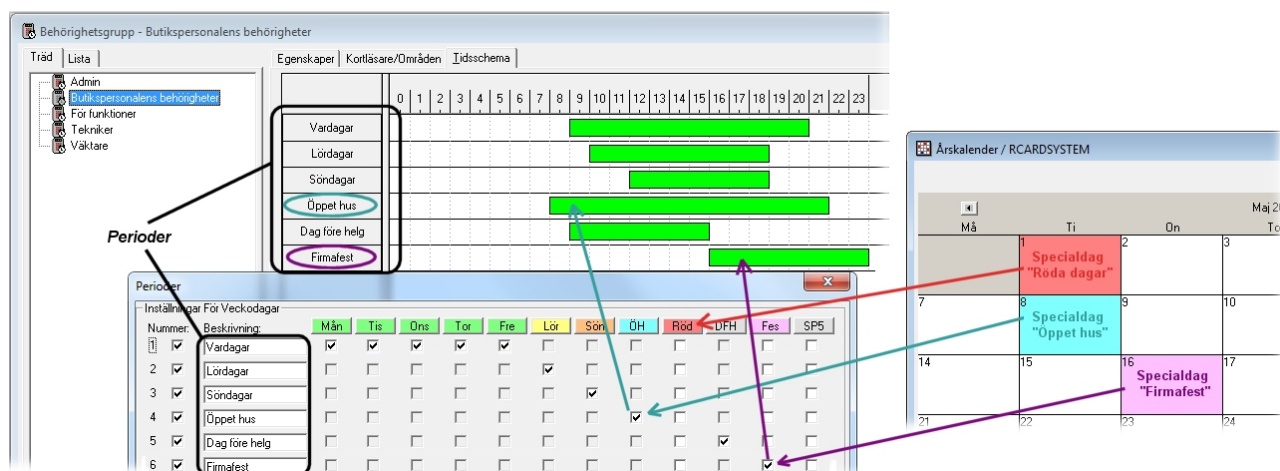 Behörighetsgrupp - Butikspersonalens behörigheter
Träd Lista
Admin
Butikspersonalens behörigheter
För funktioner
Tekniker
Väktare
Egenskaper Kortläsare/Områden Tidsschema
0 1 2 3 4 5 6 7 8 9 10 11 12 13 14 15 16 17 18 19 20 21 22 23
Vardagar
Lördagar
Söndagar
Öppet hus
Dag före helg
Firmafest
Perioder
Perioder
Inställningar För Veckodagar
Nummer: Beskrivning: Mån Tis Ons Tor Fre Lör Sön ÖH Röd DFH Fes SP5
1 Vardagar
2 Lördagar
3 Söndagar
4 Öppet hus
5 Dag före helg
6 Firmafest
Årskalender / RCARDSYSTEM
Maj
Må Ti On
1 2 3
Specialdag
"Röda dagar"
7 8 9 10
Specialdag
"Öppet hus"
14 15 16 17
Specialdag
"Firmafest"
21 22 23 24